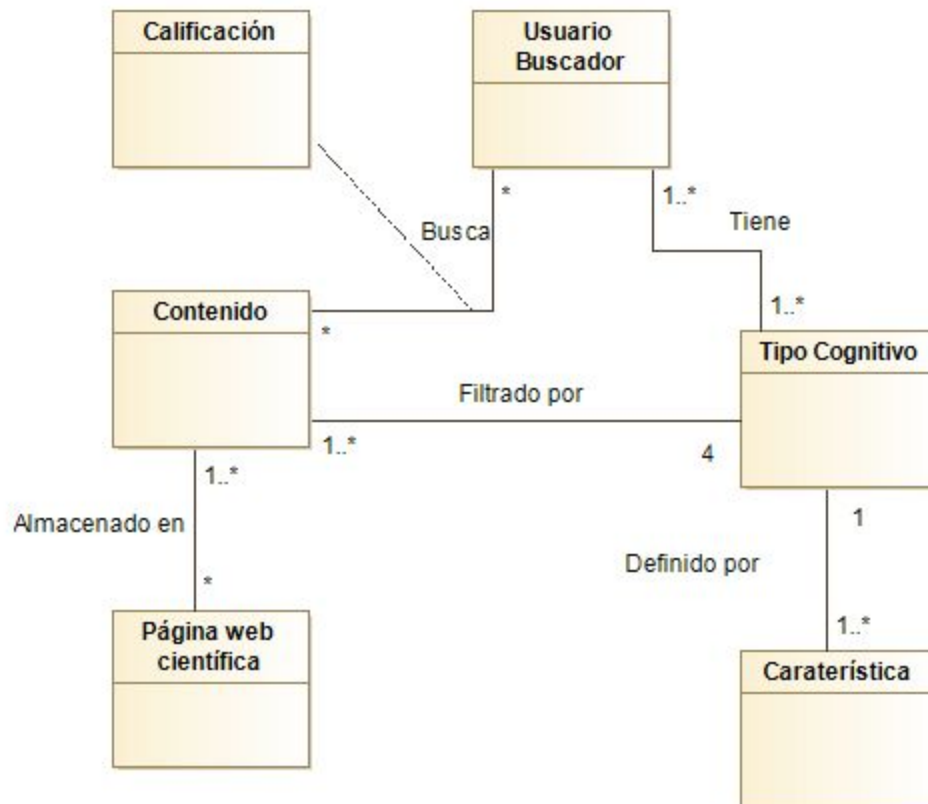 Calificación
Usuario
Buscador
*
1..*
Busca
Tiene
Contenido
*
1..*
Tipo Cognitivo
Filtrado por
1..*
4
1..*
1
Almacenado en
Definido por
*
1..*
Página web
científica
Caraterística